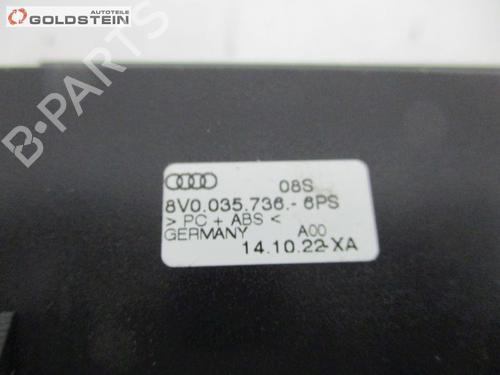 AUTOTEILE
GOLDSTEIN
B-PARTS
08S
8V0.035.736.- 6PS
> PC + ABS <
GERMANY A00
14.10.22-XA